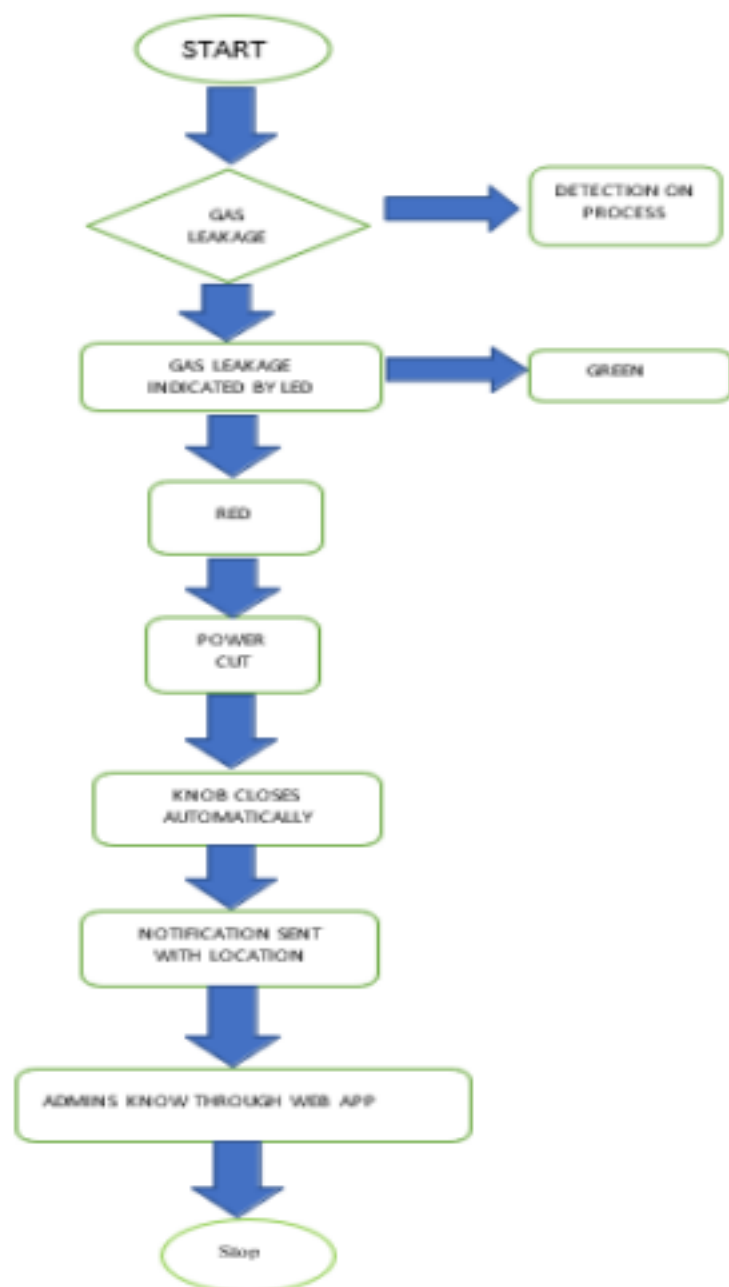 START
GAS
LEAKAGE
DETECTION ON
PROCESS
GAS LEAKAGE
INDICATED BY LED
GREEN
RED
POWER
CUT
KNOB CLOSES
AUTOMATICALLY
NOTIFICATION SENT
WITH LOCATION
ADMINS KNOW THROUGH WEB APP
Stop